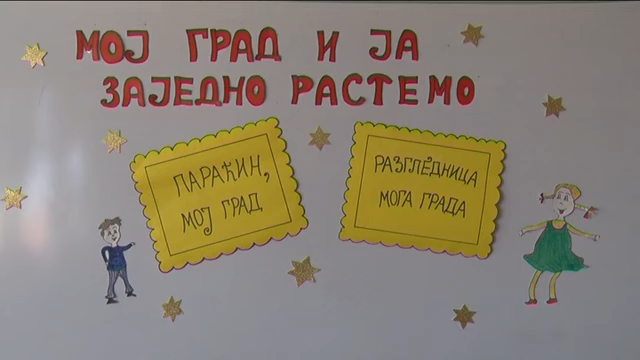 МОЈ ГРАД И ЈА
ЗАЈЕДНО РАСТЕМО
ПАРАЋИН,
МОЈ ГРАД
РАЗГЛЕДНИЦА
МОГА ГРАДА